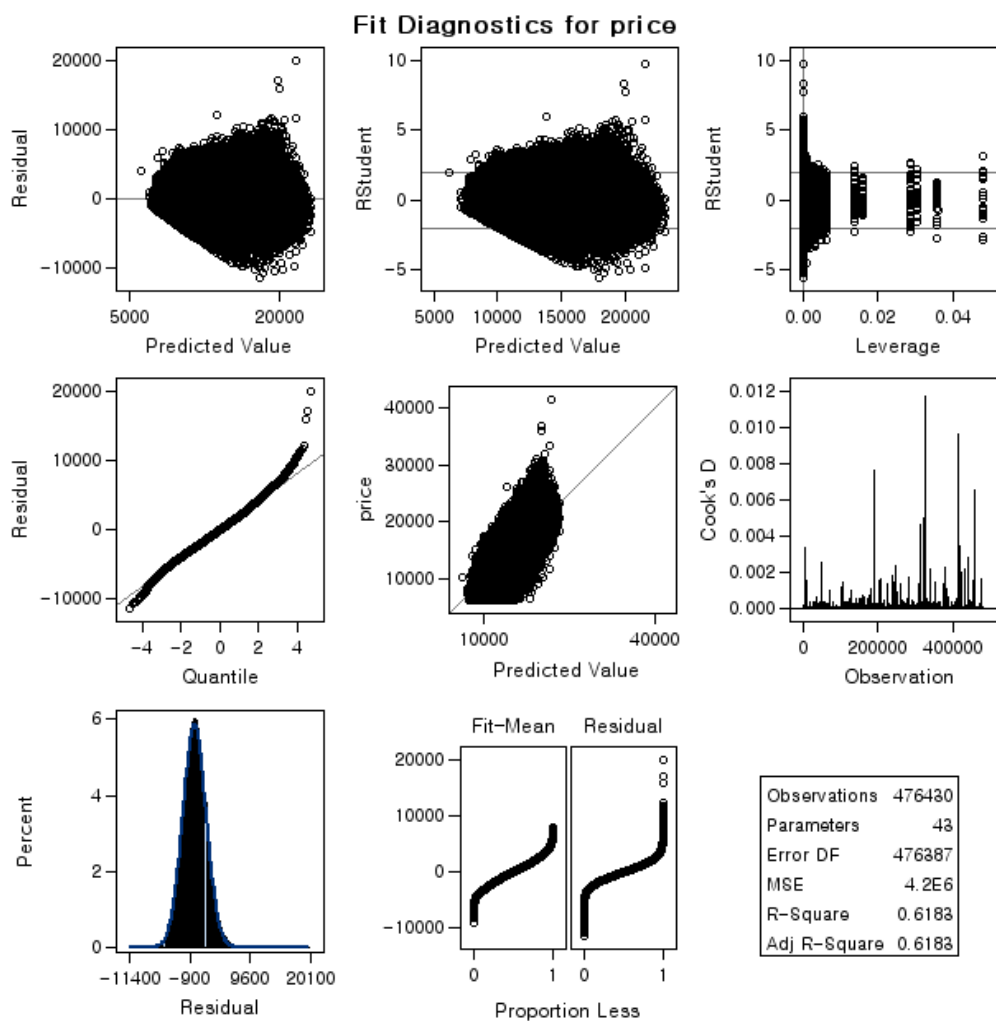 Fit Diagnostics for price
20000
10000
0
-10000
Residual
5000 20000
Predicted Value
10
5
0
-5
RStudent
5000 10000 15000 20000
Predicted Value
10
5
0
-5
RStudent
0.00 0.02 0.04
Leverage
20000
10000
0
-10000
Residual
-4 -2 0 2 4
Quantile
40000
30000
20000
10000
price
10000 40000
Predicted Value
0.012
0.010
0.008
0.006
0.004
0.002
0.000
Cook's D
0 200000 400000
Observation
6
4
2
0
Percent
-11400 -900 9600 20100
Residual
Fit-Mean Residual
20000
10000
0
-10000
0 1 0 1
Proportion Less
Observations 476430
Parameters 43
Error DF 476387
MSE 4.2E6
R-Square 0.6183
Adj R-Square 0.6183